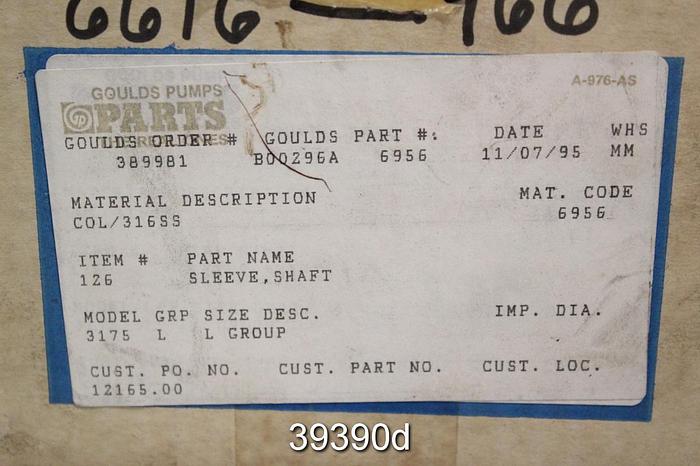 GOULDS PUMPS
PARTS
A-976-AS
GOULDS ORDER # GOULDS PART #: DATE WHS
389981 B00296A 6956 11/07/95 MM
MATERIAL DESCRIPTION MAT. CODE
COL/316SS 6956
ITEM # PART NAME
126 SLEEVE,SHAFT
MODEL GRP SIZE DESC. IMP. DIA.
3175 L L GROUP
CUST. PO. NO. CUST. PART NO. CUST. LOC.
12165.00
39390d